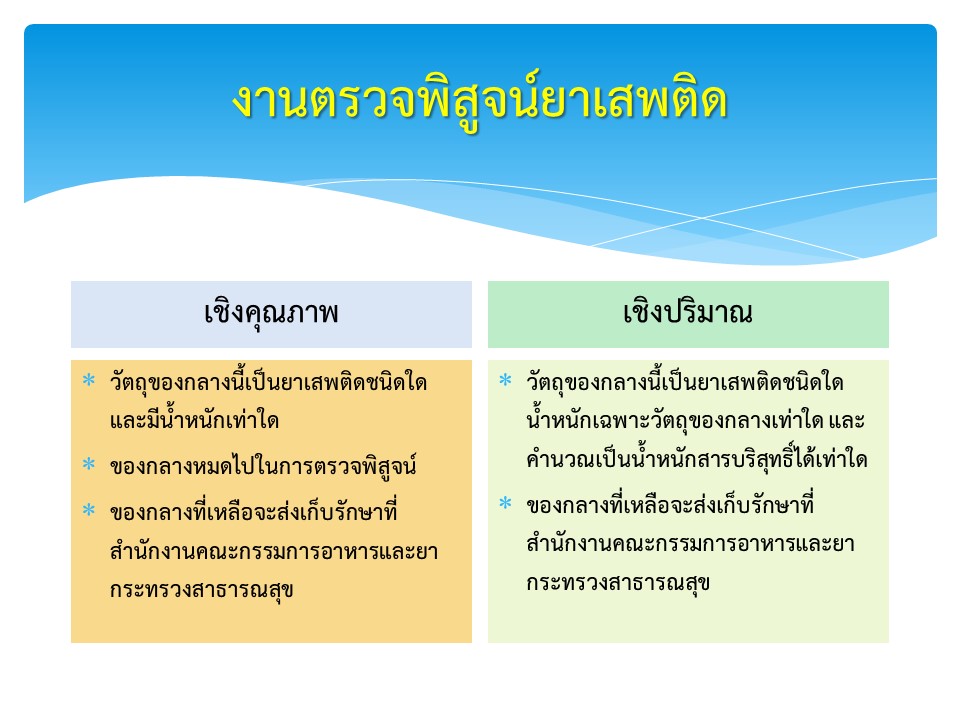 งานตรวจพิสูจน์ยาเสพติด
เชิงคุณภาพ
วัตถุของกลางนี้เป็นยาเสพติดชนิดใด
และมีน้ำหนักเท่าใด
ของกลางหมดไปในการตรวจพิสูจน์
ของกลางที่เหลือจะส่งเก็บรักษาที่
สำนักงานคณะกรรมการอาหารและยา
กระทรวงสาธารณสุข
เชิงปริมาณ
วัตถุของกลางนี้เป็นยาเสพติดชนิดใด
น้ำหนักเฉพาะวัตถุของกลางเท่าใด และ
คำนวณเป็นน้ำหนักสารบริสุทธิ์ได้เท่าใด
ของกลางที่เหลือจะส่งเก็บรักษาที่
สำนักงานคณะกรรมการอาหารและยา
กระทรวงสาธารณสุข